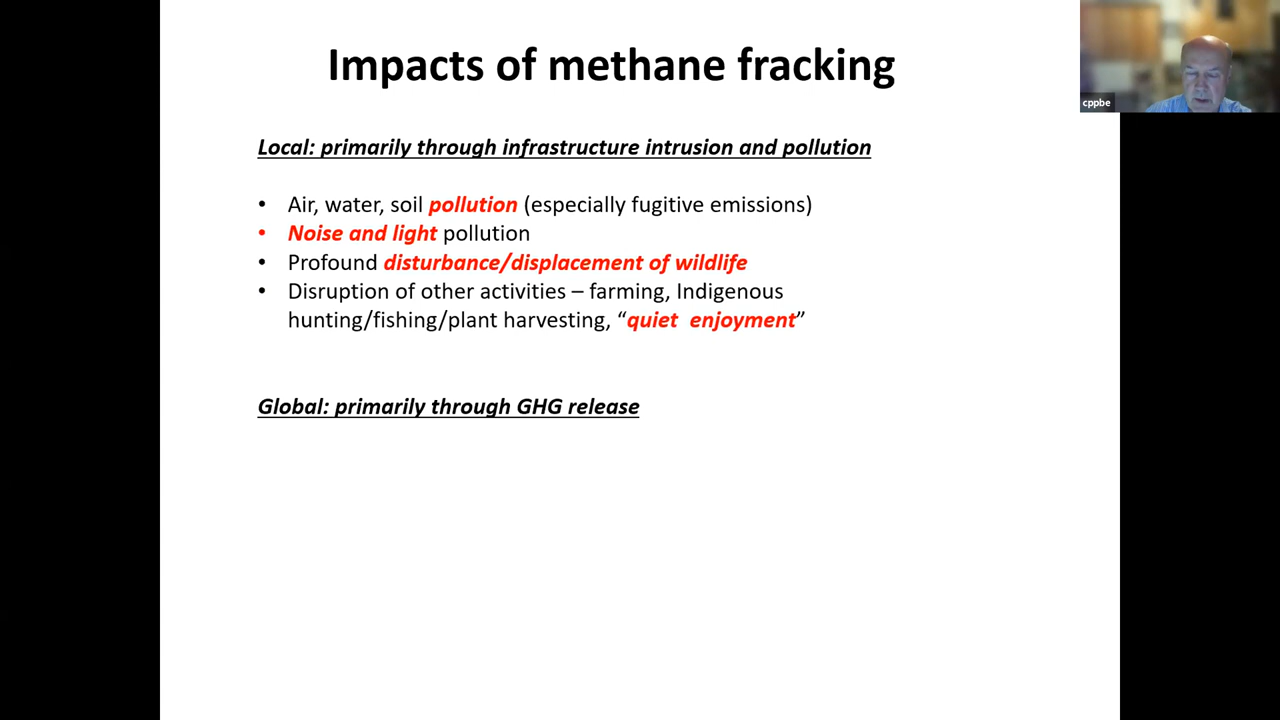 Impacts of methane fracking
cppbe
Local: primarily through infrastructure intrusion and pollution
• Air, water, soil pollution (especially fugitive emissions)
• Noise and light pollution
• Profound disturbance/displacement of wildlife
• Disruption of other activities – farming, Indigenous
hunting/fishing/plant harvesting, “quiet enjoyment”
Global: primarily through GHG release